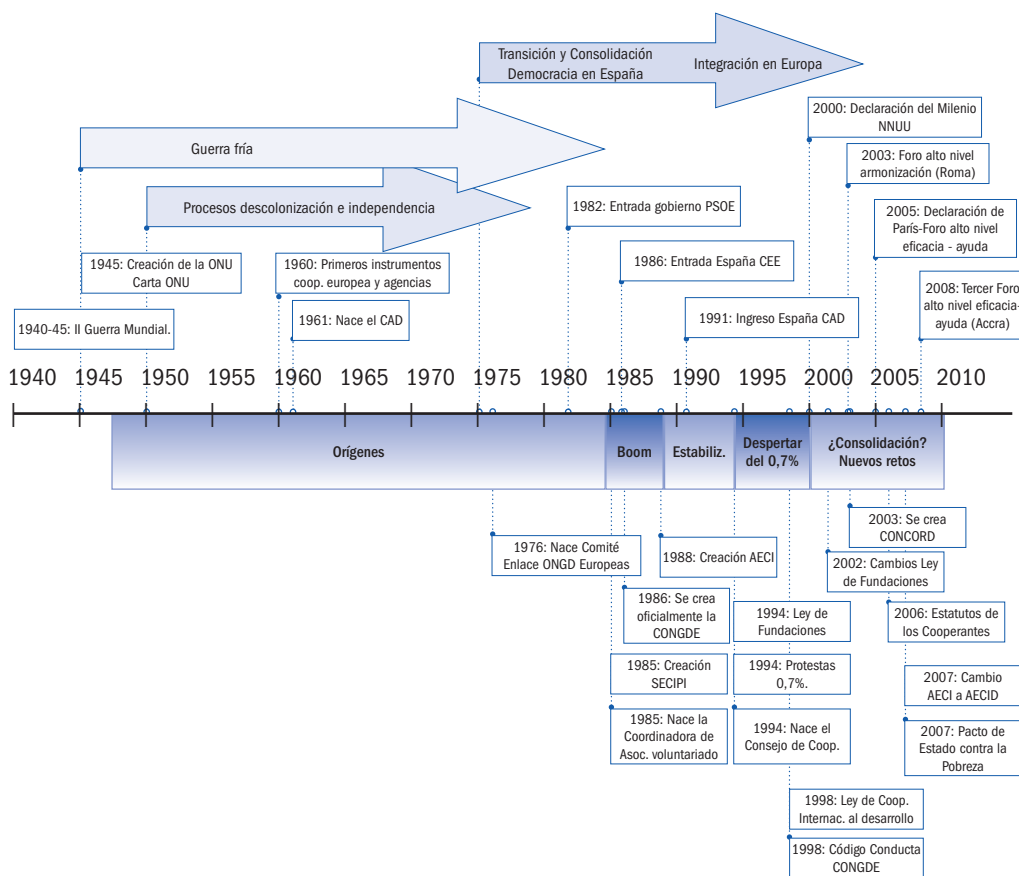 Transición y Consolidación
Democracia en España
Integración en Europa
2000: Declaración del Milenio
NNUU
Guerra fría
2003: Foro alto nivel
armonización (Roma)
Procesos descolonización e independencia
1982: Entrada gobierno PSOE
2005: Declaración de
París-Foro alto nivel
eficacia - ayuda
1945: Creación de la ONU
Carta ONU
1960: Primeros instrumentos
coop. europea y agencias
1986: Entrada España CEE
2008: Tercer Foro
alto nivel eficacia-
ayuda (Accra)
1940-45: II Guerra Mundial.
1961: Nace el CAD
1991: Ingreso España CAD
1940 1945 1950 1955 1960 1965 1970 1975 1980 1985 1990 1995 2000 2005 2010
Orígenes
Boom
Estabiliz.
Despertar
del 0,7%
¿Consolidación?
Nuevos retos
2003: Se crea
CONCORD
1976: Nace Comité
Enlace ONGD Europeas
1988: Creación AECI
2002: Cambios Ley
de Fundaciones
1986: Se crea
oficialmente la
CONGDE
1994: Ley de
Fundaciones
2006: Estatutos de
los Cooperantes
1985: Creación
SECIPI
1994: Protestas
0,7%.
2007: Cambio
AECI a AECID
1985: Nace la
Coordinadora de
Asoc. voluntariado
1994: Nace el
Consejo de Coop.
2007: Pacto de
Estado contra la
Pobreza
1998: Ley de Coop.
Internac. al desarrollo
1998: Código Conducta
CONGDE